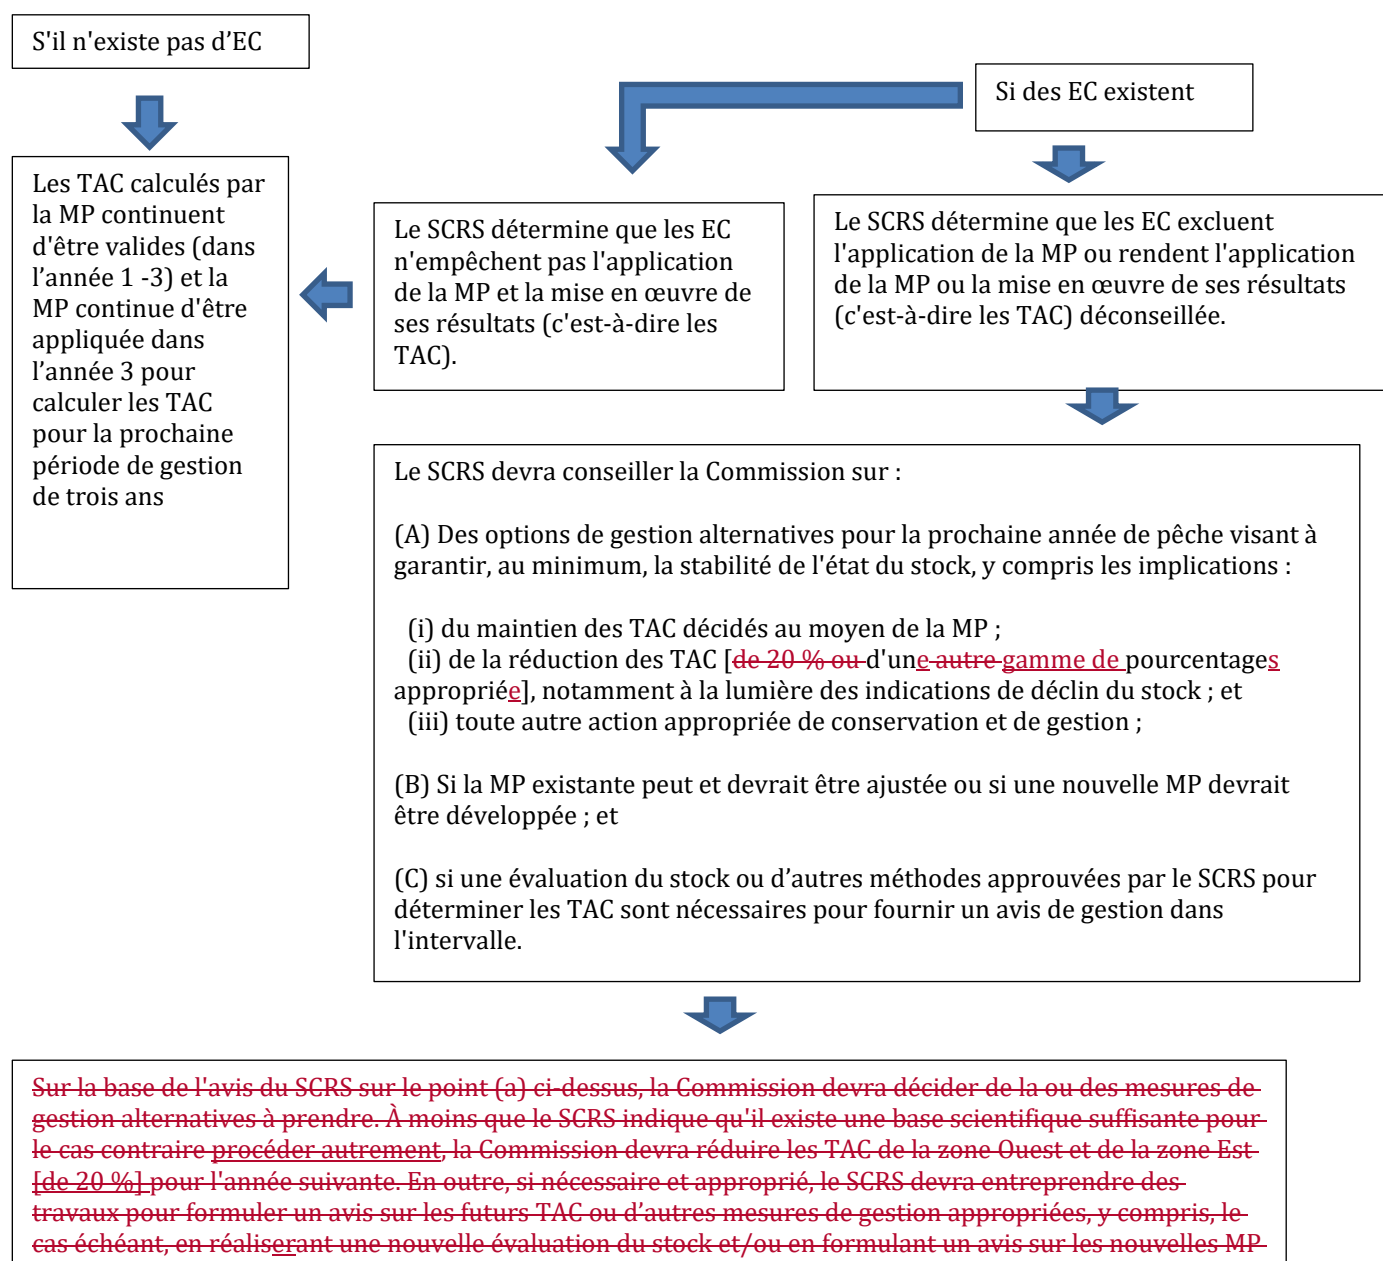 S'il n'existe pas d’EC
Si des EC existent
Les TAC calculés par
la MP continuent
d'être valides (dans
l’année 1 -3) et la
MP continue d'être
appliquée dans
l’année 3 pour
calculer les TAC
pour la prochaine
période de gestion
de trois ans
Le SCRS détermine que les EC
n'empêchent pas l'application
de la MP et la mise en œuvre de
ses résultats (c'est-à-dire les
TAC).
Le SCRS détermine que les EC excluent
l'application de la MP ou rendent l'application
de la MP ou la mise en œuvre de ses résultats
(c'est-à-dire les TAC) déconseillée.
Le SCRS devra conseiller la Commission sur :
(A) Des options de gestion alternatives pour la prochaine année de pêche visant à
garantir, au minimum, la stabilité de l'état du stock, y compris les implications :
(i) du maintien des TAC décidés au moyen de la MP ;
(ii) de la réduction des TAC [de 20 % ou d'une autre gamme de pourcentages
appropriée], notamment à la lumière des indications de déclin du stock ; et
(iii) toute autre action appropriée de conservation et de gestion ;
(B) Si la MP existante peut et devrait être ajustée ou si une nouvelle MP devrait
être développée ; et
(C) si une évaluation du stock ou d’autres méthodes approuvées par le SCRS pour
déterminer les TAC sont nécessaires pour fournir un avis de gestion dans
l'intervalle.
Sur la base de l'avis du SCRS sur le point (a) ci-dessus, la Commission devra décider de la ou des mesures de
gestion alternatives à prendre. À moins que le SCRS indique qu'il existe une base scientifique suffisante pour
le cas contraire procéder autrement, la Commission devra réduire les TAC de la zone Ouest et de la zone Est
[de 20 %] pour l'année suivante. En outre, si nécessaire et approprié, le SCRS devra entreprendre des
travaux pour formuler un avis sur les futurs TAC ou d’autres mesures de gestion appropriées, y compris, le
cas échéant, en réaliserant une nouvelle évaluation du stock et/ou en formulant un avis sur les nouvelles MP